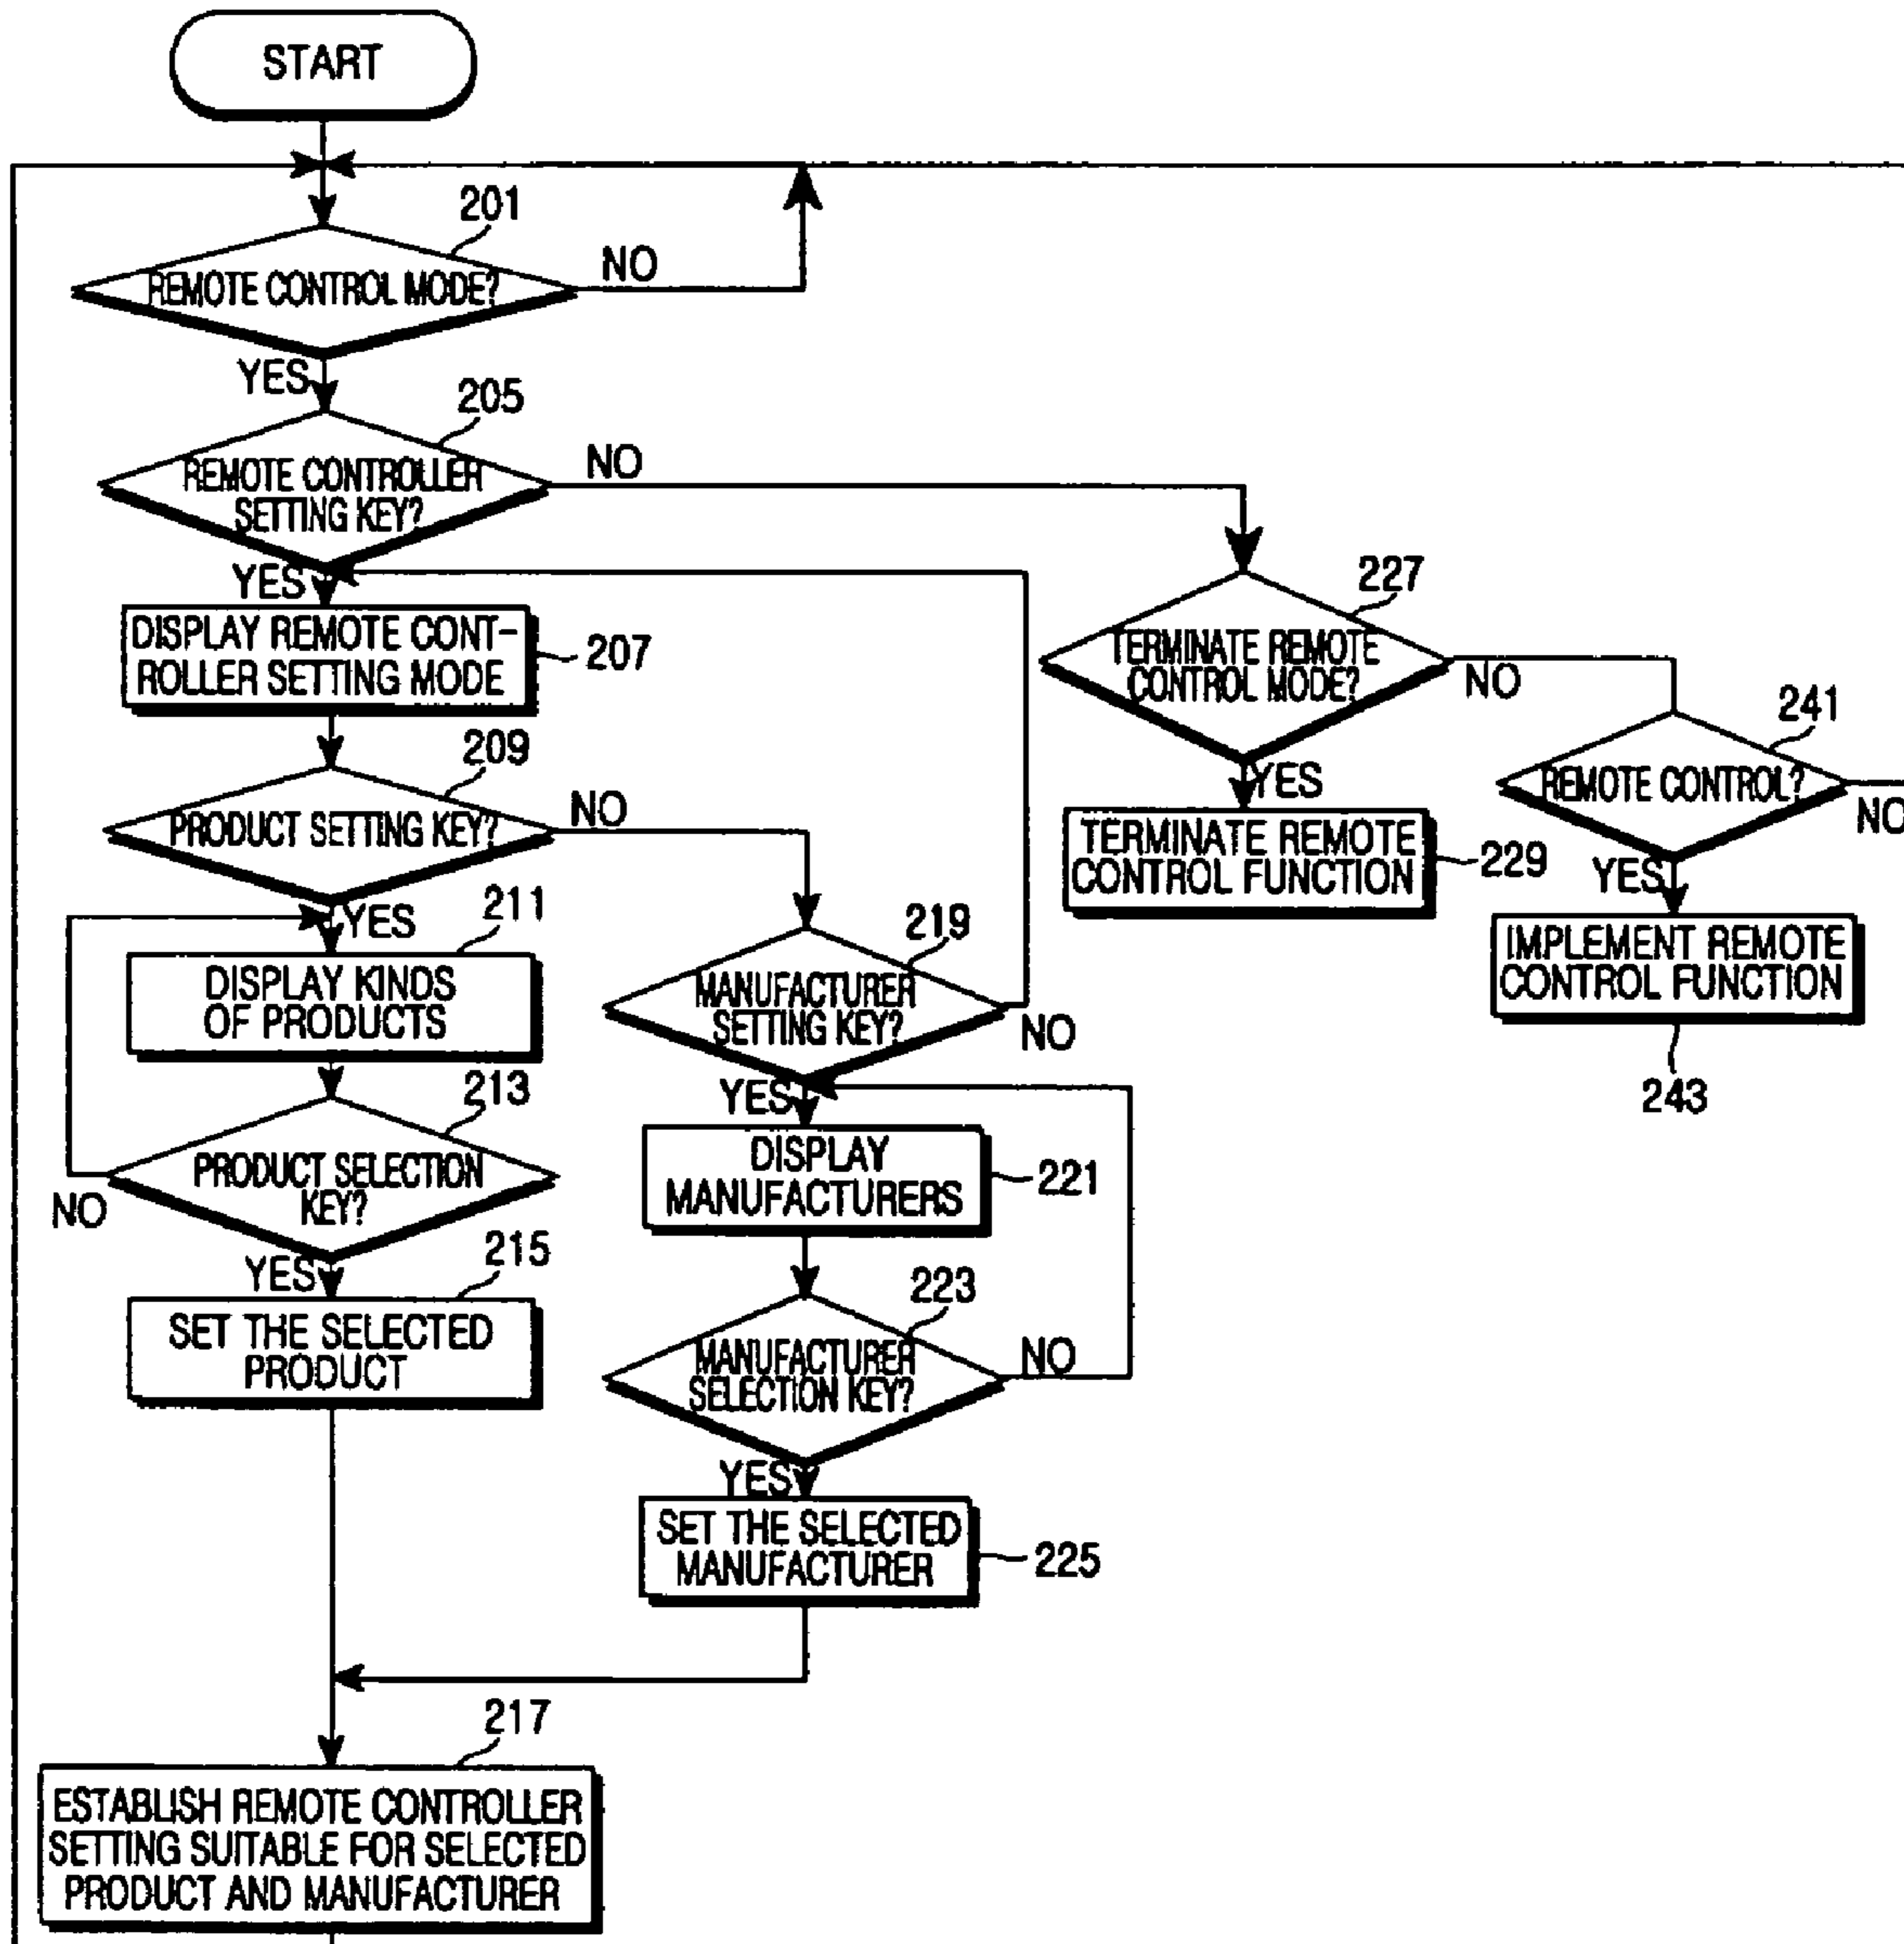 START
201
REMOTE CONTROL MODE?
NO
YES
205
REMOTE CONTROLLER
SETTING KEY?
NO
YES
DISPLAY REMOTE CONT-
ROLLER SETTING MODE
207
209
PRODUCT SETTING KEY?
NO
YES
211
DISPLAY KINDS
OF PRODUCTS
213
PRODUCT SELECTION
KEY?
NO
YES
215
SET THE SELECTED
PRODUCT
219
MANUFACTURER
SETTING KEY?
NO
YES
DISPLAY
MANUFACTURERS
221
223
MANUFACTURER
SELECTION KEY?
NO
YES
SET THE SELECTED
MANUFACTURER
225
217
ESTABLISH REMOTE CONTROLLER
SETTING SUITABLE FOR SELECTED
PRODUCT AND MANUFACTURER
227
TERMINATE REMOTE
CONTROL MODE?
NO
YES
TERMINATE REMOTE
CONTROL FUNCTION
229
241
REMOTE CONTROL?
NO
YES
IMPLEMENT REMOTE
CONTROL FUNCTION
243